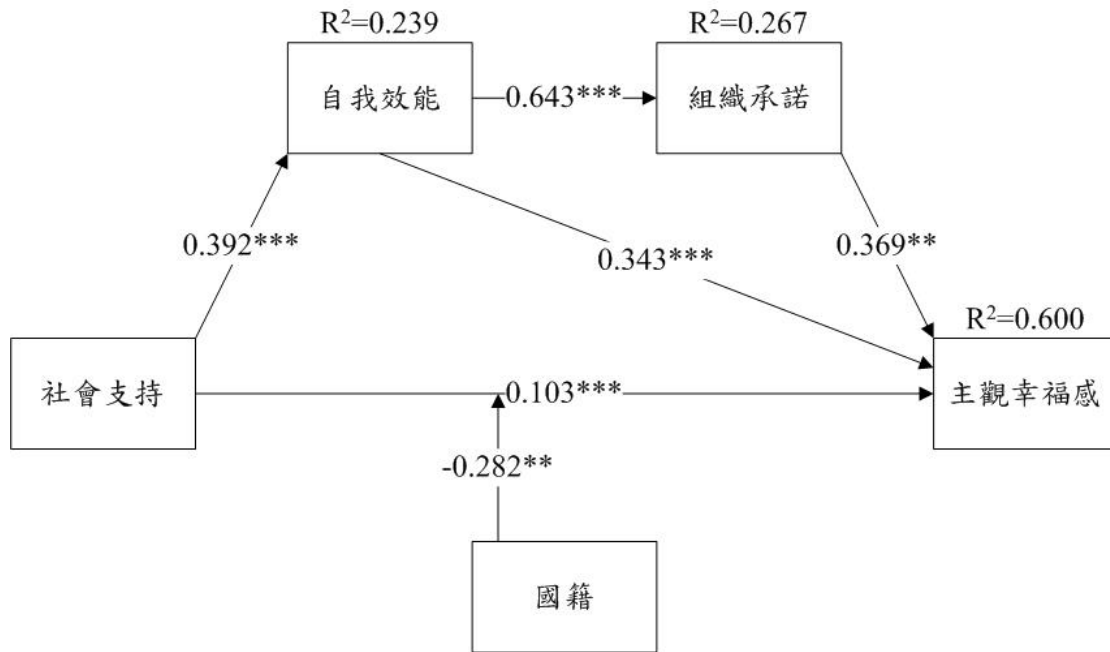 R²=0.239
R²=0.267
自我效能
0.643***
組織承諾
0.392***
0.343***
0.369**
R²=0.600
社會支持
0.103***
主觀幸福感
-0.282**
國籍